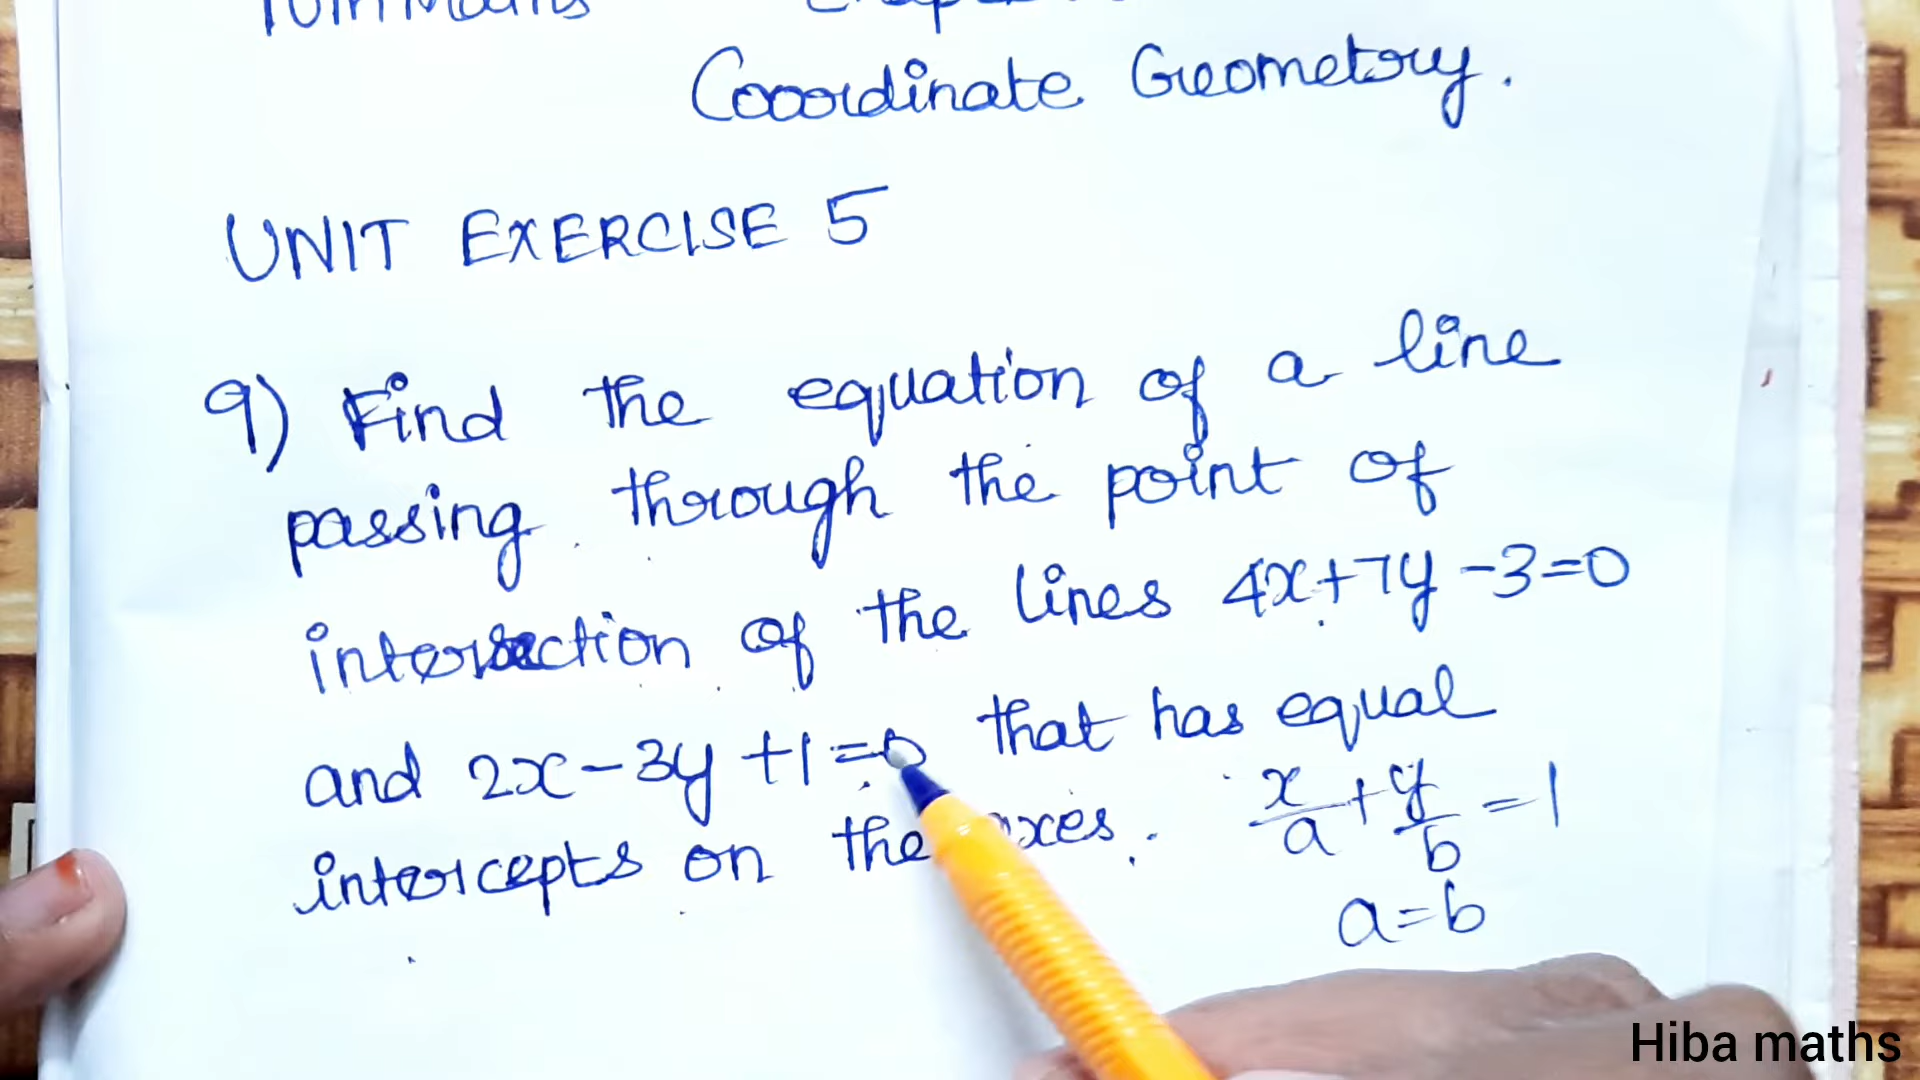 10th Maths
Coordinate Geometry.
UNIT EXERCISE 5
9) Find the equation of a line
passing through the point of
intersection of the lines 4x+7y-3=0
and 2x-3y+1=0 that has equal
intercepts on the axes. x/a + y/b = 1
a=b
Hiba maths